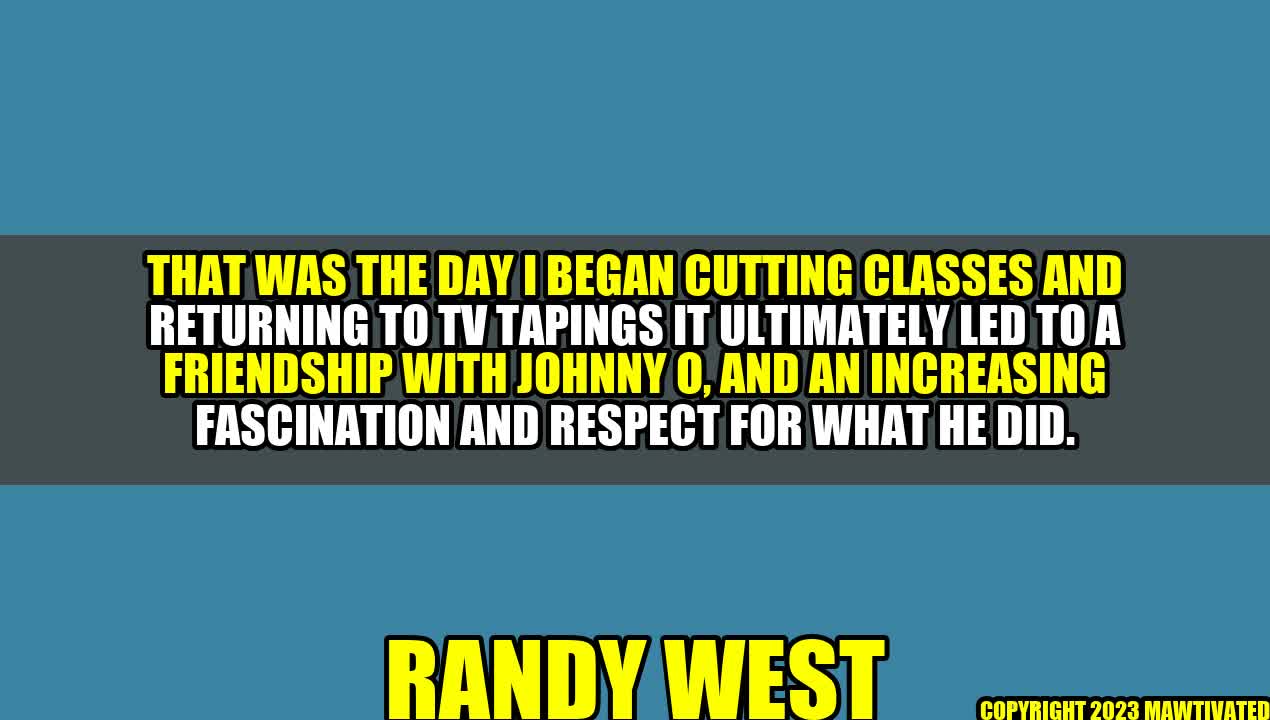 THAT WAS THE DAY I BEGAN CUTTING CLASSES AND
RETURNING TO TV TAPINGS IT ULTIMATELY LED TO A
FRIENDSHIP WITH JOHNNY O, AND AN INCREASING
FASCINATION AND RESPECT FOR WHAT HE DID.
RANDY WEST
COPYRIGHT 2023 MAWTIVATED